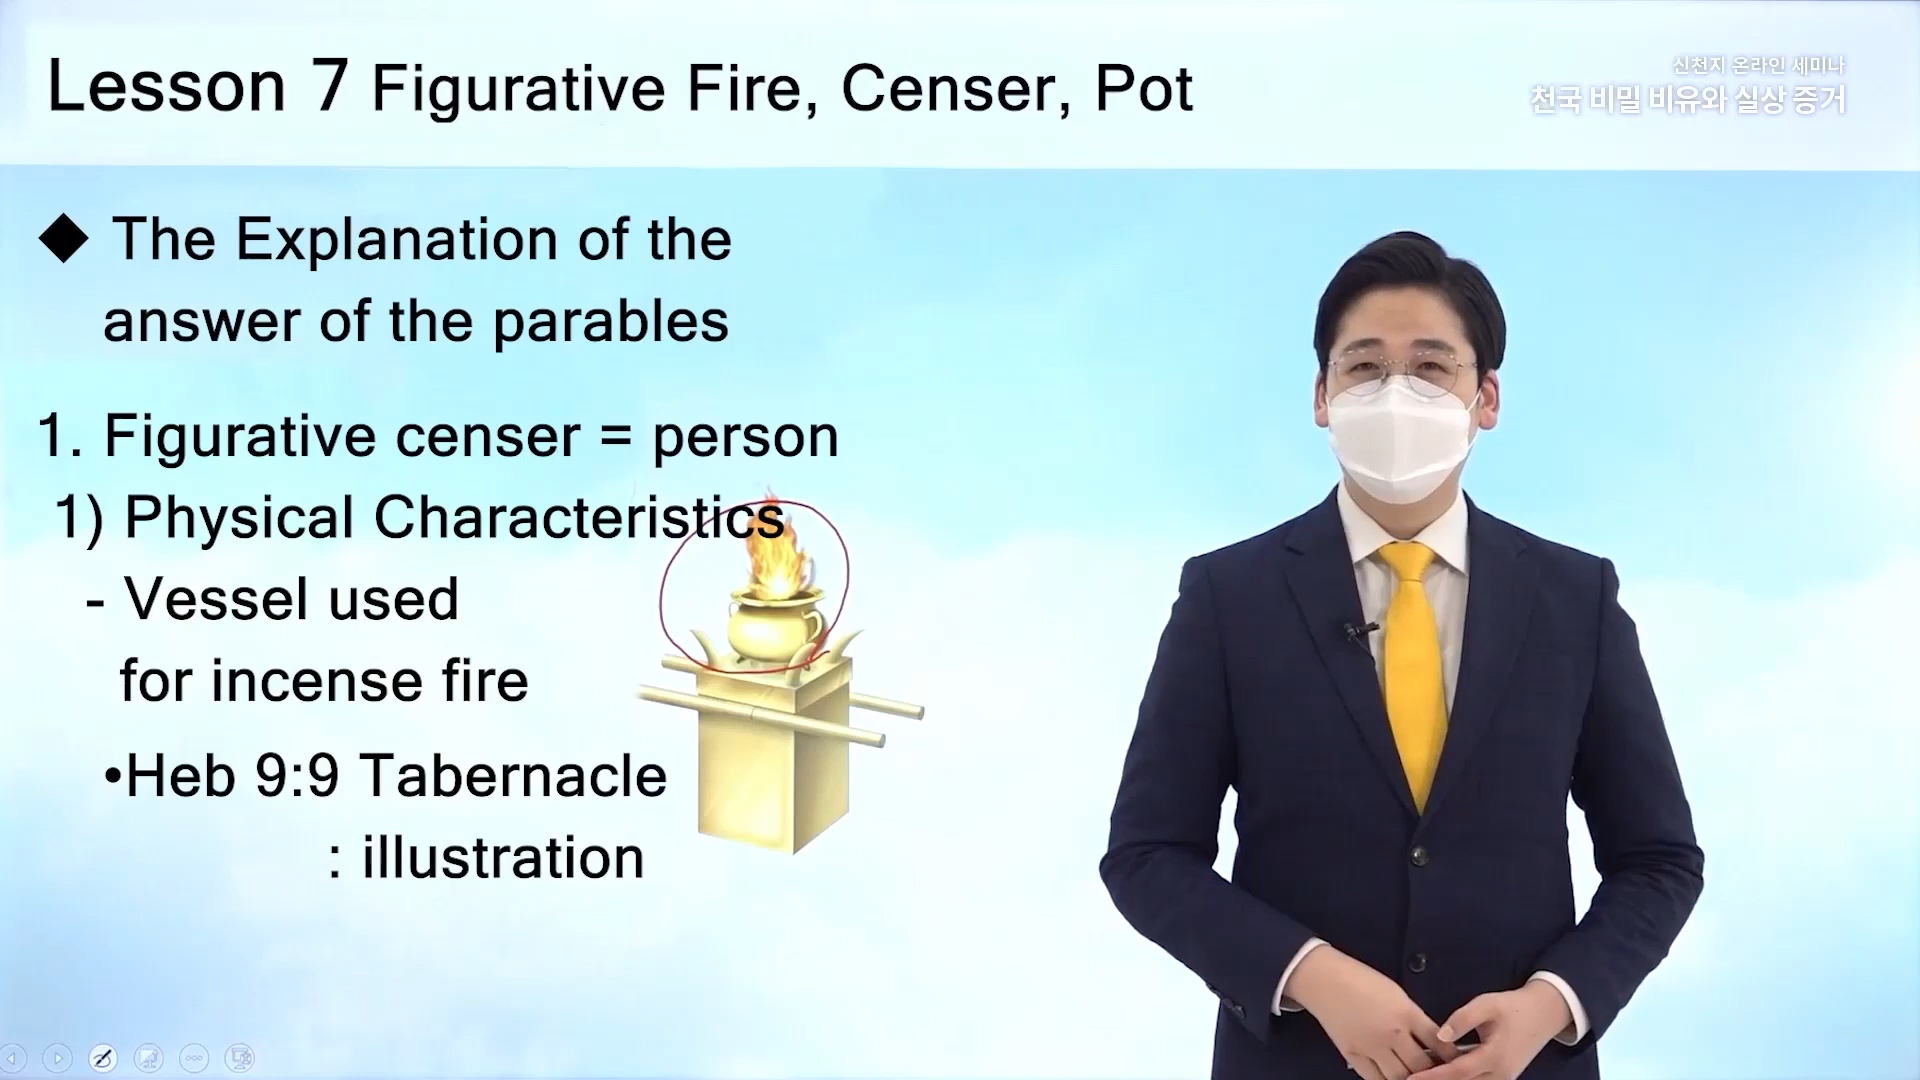 Lesson 7 Figurative Fire, Censer, Pot
신천지 온라인 세미나
천국 비밀 비유와 실상 증거
◆ The Explanation of the
answer of the parables
1. Figurative censer = person
1) Physical Characteristics
- Vessel used
for incense fire
•Heb 9:9 Tabernacle
: illustration